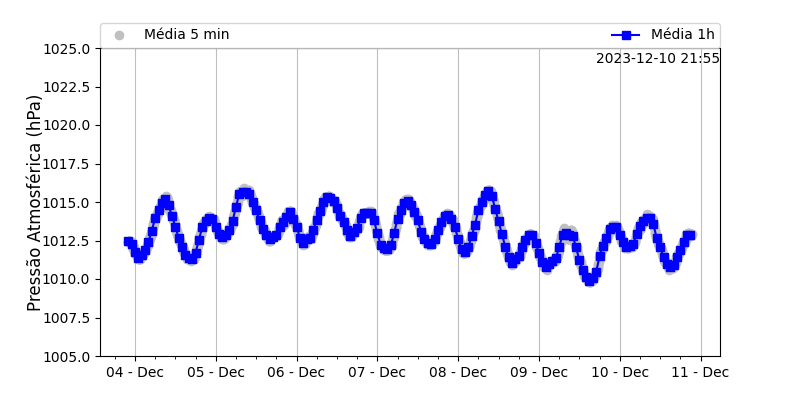 Média 5 min
Média 1h
2023-12-10 21:55
Pressão Atmosférica (hPa)
1025.0
1022.5
1020.0
1017.5
1015.0
1012.5
1010.0
1007.5
1005.0
04 - Dec
05 - Dec
06 - Dec
07 - Dec
08 - Dec
09 - Dec
10 - Dec
11 - Dec